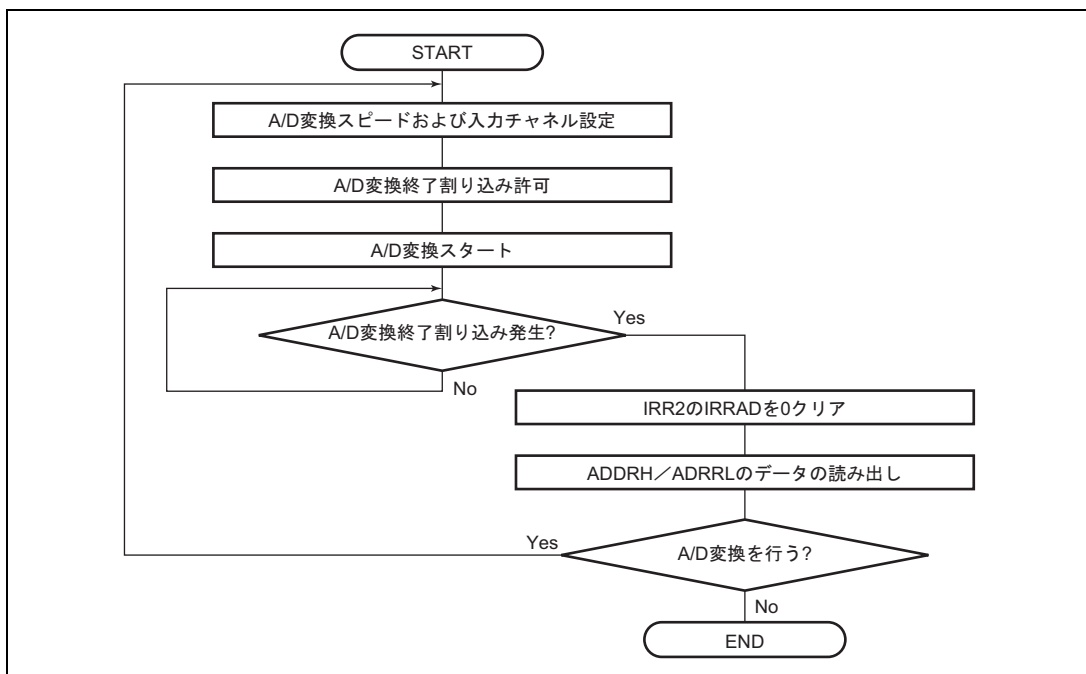 START
A/D変換スピードおよび入力チャネル設定
A/D変換終了割り込み許可
A/D変換スタート
A/D変換終了割り込み発生?
Yes
No
IRR2のIRRADを0クリア
ADDRH／ADRRLのデータの読み出し
Yes
A/D変換を行う?
No
END